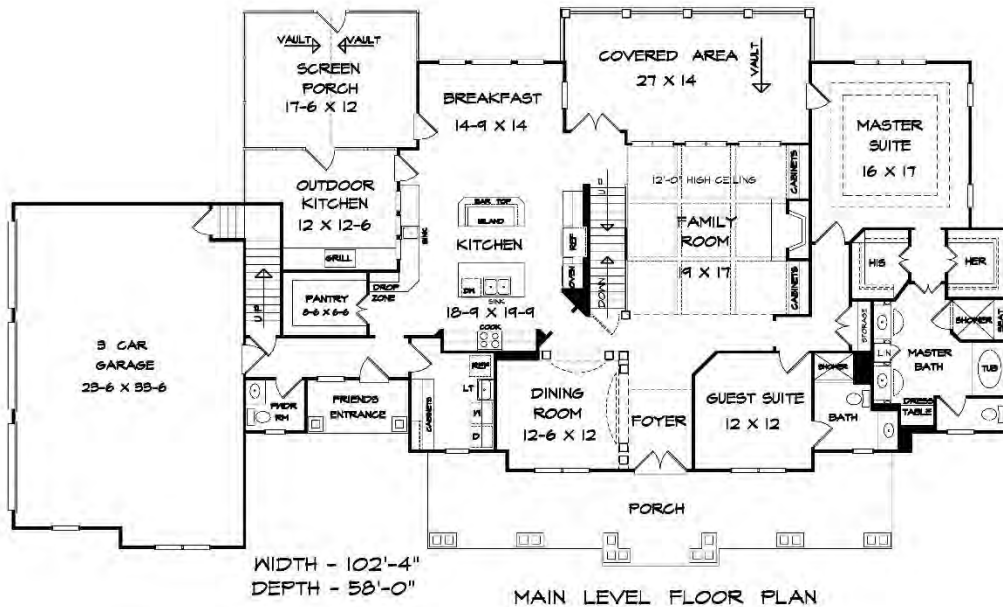 VAULT
VAULT
SCREEN
PORCH
17-6 X 12
BREAKFAST
14-9 X 14
COVERED AREA
27 X 14
VAULT
MASTER
SUITE
16 X 17
OUTDOOR
KITCHEN
12 X 12-6
GRILL
SINK
BAR TOP
ISLAND
KITCHEN
DW
SINK
18-9 X 19-9
COOK
REF
OVEN
UP
DOWN
12'-0" HIGH CEILING
FAMILY
ROOM
9 X 17
CABINETS
CABINETS
HIS
HER
STORAGE
SHOWER
SEAT
LIN
MASTER
BATH
TUB
DRESS
TABLE
UP
PANTRY
8-6 X 6-6
DROP
ZONE
3 CAR
GARAGE
23-6 X 33-6
PWDR
RM
FRIENDS
ENTRANCE
CABINETS
REF
LT
W
D
DINING
ROOM
12-6 X 12
FOYER
GUEST SUITE
12 X 12
SHOWER
BATH
PORCH
WIDTH - 102'-4"
DEPTH - 58'-0"
MAIN LEVEL FLOOR PLAN